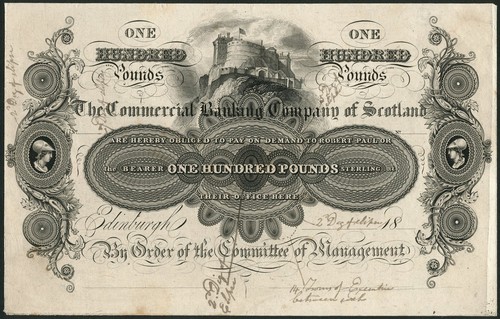 ONE ONE
HUNDRED HUNDRED
Pounds Pounds
The Commercial Banking Company of Scotland
ARE HEREBY OBLIGED TO PAY ON DEMAND TO ROBERT PAUL OR
the BEARER ONE HUNDRED POUNDS STERLING at
THEIR OFFICE HERE
Edinburgh 18
By Order of the Committee of Management
between each